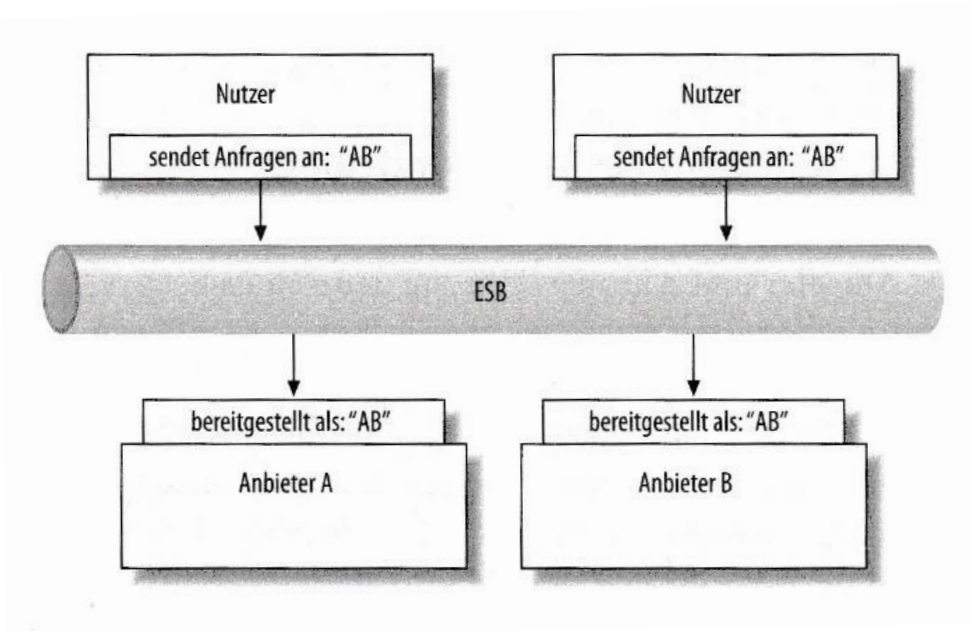 Nutzer
sendet Anfragen an: "AB"
Nutzer
sendet Anfragen an: "AB"
ESB
bereitgestellt als: "AB"
Anbieter A
bereitgestellt als: "AB"
Anbieter B